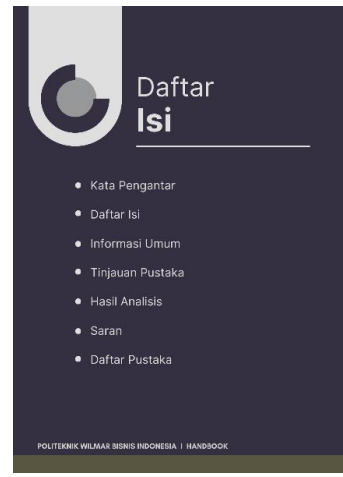 Daftar
Isi
Kata Pengantar
Daftar Isi
Informasi Umum
Tinjauan Pustaka
Hasil Analisis
Saran
Daftar Pustaka
POLITEKNIK WILMAR BISNIS INDONESIA I HANDBOOK